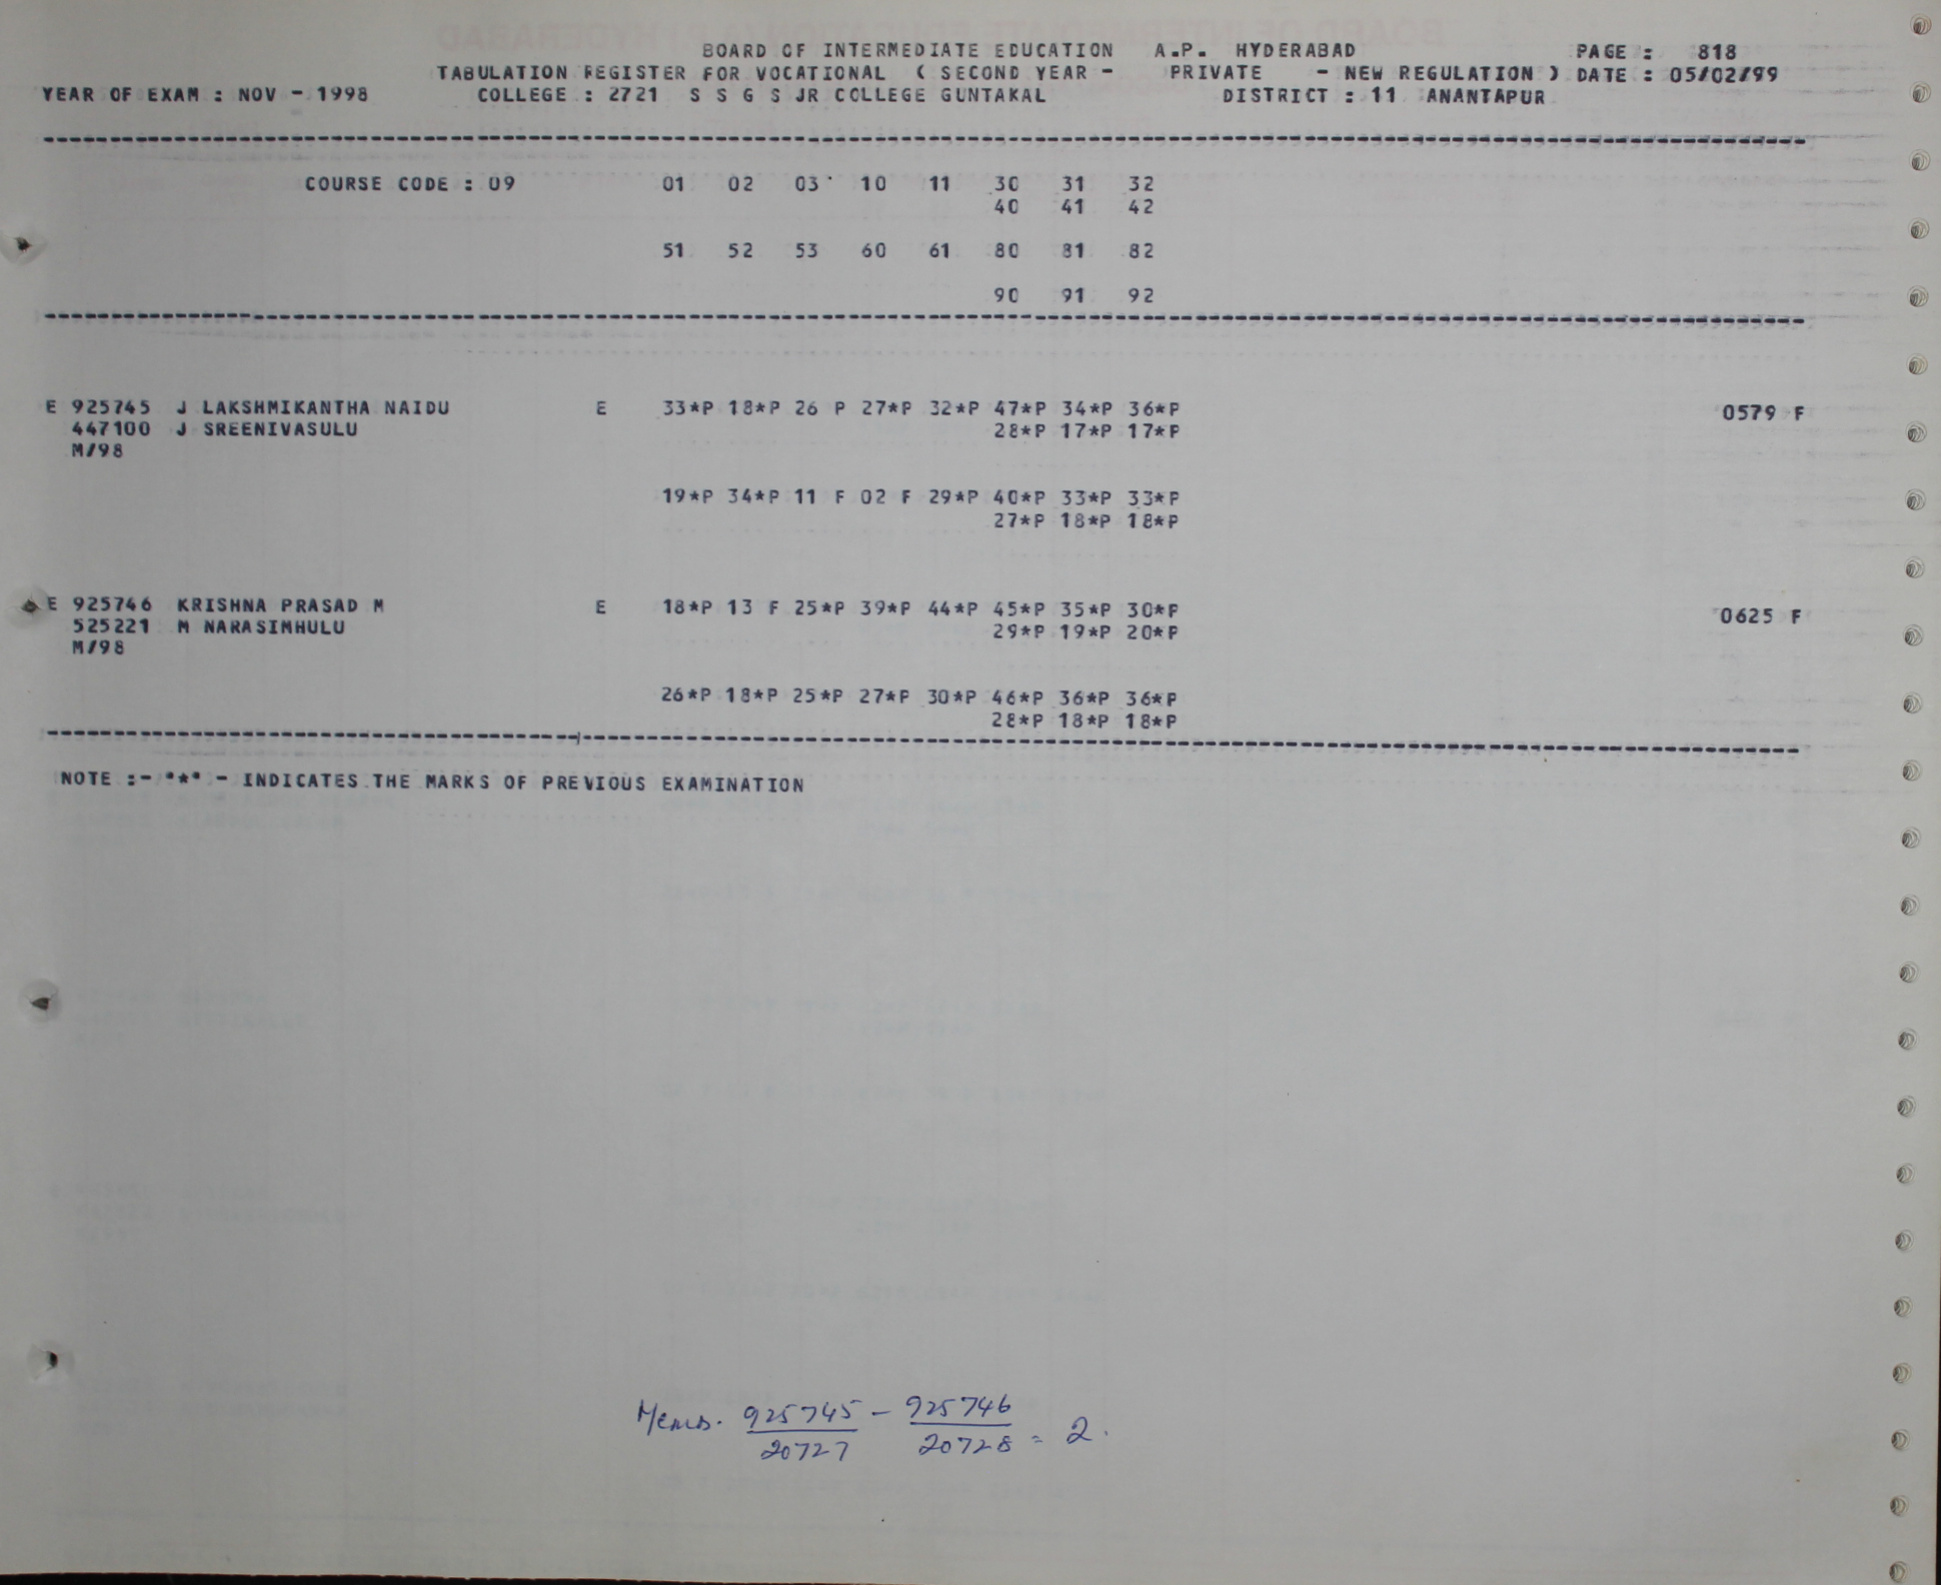 BOARD OF INTERMEDIATE EDUCATION A.P. HYDERABAD PAGE : 818
TABULATION REGISTER FOR VOCATIONAL ( SECOND YEAR - PRIVATE - NEW REGULATION ) DATE : 05/02/99
YEAR OF EXAM : NOV - 1998 COLLEGE : 2721 S S G S JR COLLEGE GUNTAKAL DISTRICT : 11 ANANTAPUR
COURSE CODE : 09 01 02 03 10 11 30 31 32
40 41 42
51 52 53 60 61 80 81 82
90 91 92
E 925745 J LAKSHMIKANTHA NAIDU E 33*P 18*P 26 P 27*P 32*P 47*P 34*P 36*P 0579 F
447100 J SREENIVASULU 28*P 17*P 17*P
M/98
19*P 34*P 11 F 02 F 29*P 40*P 33*P 33*P
27*P 18*P 18*P
E 925746 KRISHNA PRASAD M E 18*P 13 F 25*P 39*P 44*P 45*P 35*P 30*P 0625 F
525221 M NARASIMHULU 29*P 19*P 20*P
M/98
26*P 18*P 25*P 27*P 30*P 46*P 36*P 36*P
28*P 18*P 18*P
NOTE :- "*" - INDICATES THE MARKS OF PREVIOUS EXAMINATION
925745 - 925746
20727 20728 = 2.